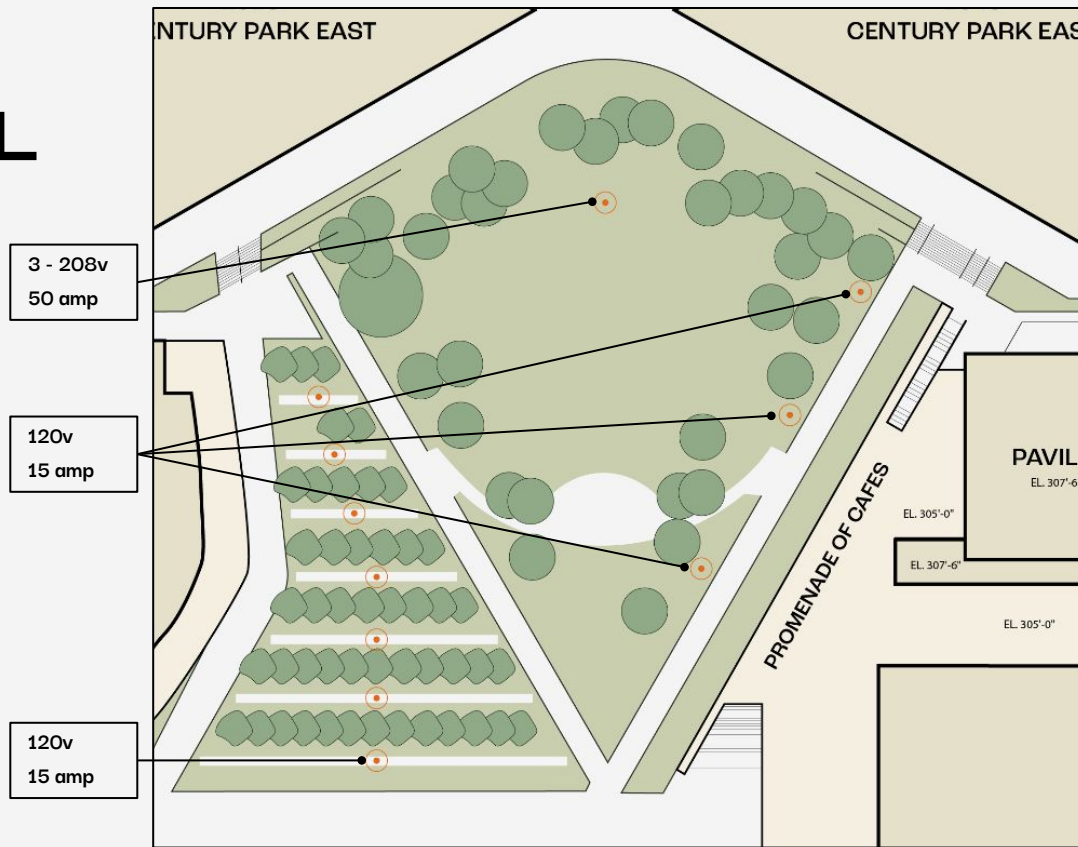 L
NTURY PARK EAST
CENTURY PARK EAS
3 - 208v
50 amp
120v
15 amp
120v
15 amp
PROMENADE OF CAFES
PAVIL
EL. 307'-6
EL. 305'-0"
EL. 307'-6"
EL. 305'-0"